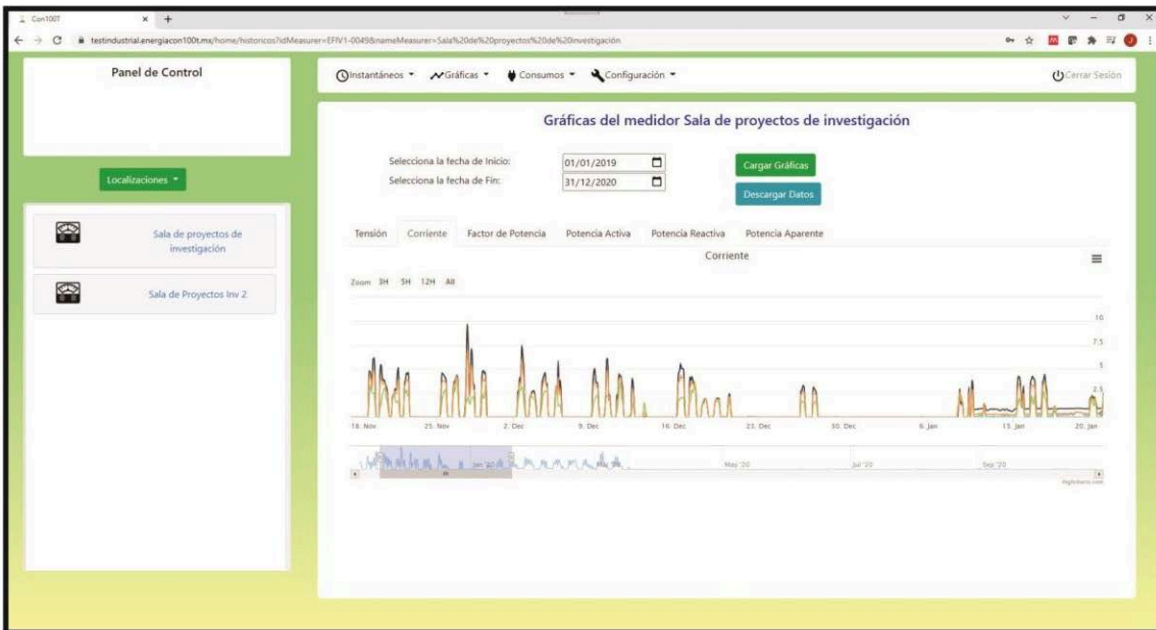 Con100T
testindustrial.energiacon100t.mx/home/historicos?idMeasurer=EFIV1-0049&nameMeasurer=Sala%20de%20proyectos%20de%20investigación
Panel de Control
Instantáneos
Gráficas
Consumos
Configuración
Cerrar Sesión
Gráficas del medidor Sala de proyectos de investigación
Selecciona la fecha de Inicio:
01/01/2019
Cargar Gráficas
Selecciona la fecha de Fin:
31/12/2020
Descargar Datos
Localizaciones
Sala de proyectos de
investigación
Sala de Proyectos Inv 2
Tensión
Corriente
Factor de Potencia
Potencia Activa
Potencia Reactiva
Potencia Aparente
Corriente
Zoom 3H 5H 12H All
10
7.5
5
2.5
18. Nov
25. Nov
2. Dec
9. Dec
16. Dec
23. Dec
30. Dec
6. Jan
13. Jan
20. Jan
Jan '20
May '20
Jul '20
Sep '20
Highcharts.com